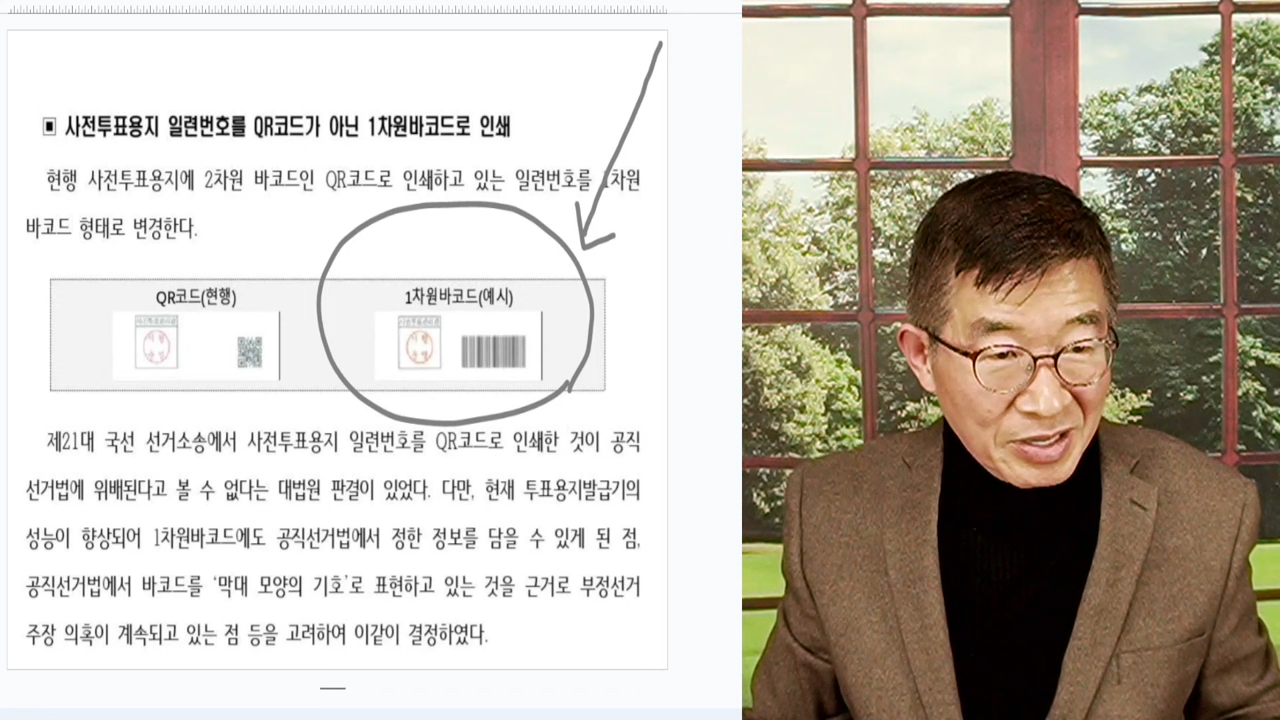 ▣ 사전투표용지 일련번호를 QR코드가 아닌 1차원바코드로 인쇄
현행 사전투표용지에 2차원 바코드인 QR코드로 인쇄하고 있는 일련번호를 1차원
바코드 형태로 변경한다.
QR코드(현행)
1차원바코드(예시)
제21대 국선 선거소송에서 사전투표용지 일련번호를 QR코드로 인쇄한 것이 공직
선거법에 위배된다고 볼 수 없다는 대법원 판결이 있었다. 다만, 현재 투표용지발급기의
성능이 향상되어 1차원바코드에도 공직선거법에서 정한 정보를 담을 수 있게 된 점,
공직선거법에서 바코드를 ‘막대 모양의 기호’로 표현하고 있는 것을 근거로 부정선거
주장 의혹이 계속되고 있는 점 등을 고려하여 이같이 결정하였다.